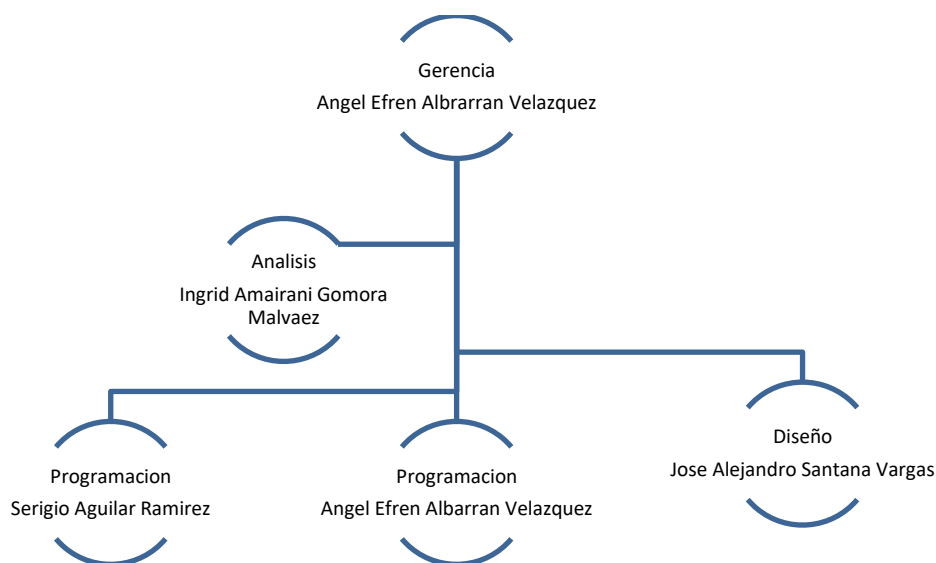 Gerencia
Angel Efren Albrarran Velazquez
Analisis
Ingrid Amairani Gomora
Malvaez
Diseño
Jose Alejandro Santana Vargas
Programacion
Serigio Aguilar Ramirez
Programacion
Angel Efren Albarran Velazquez